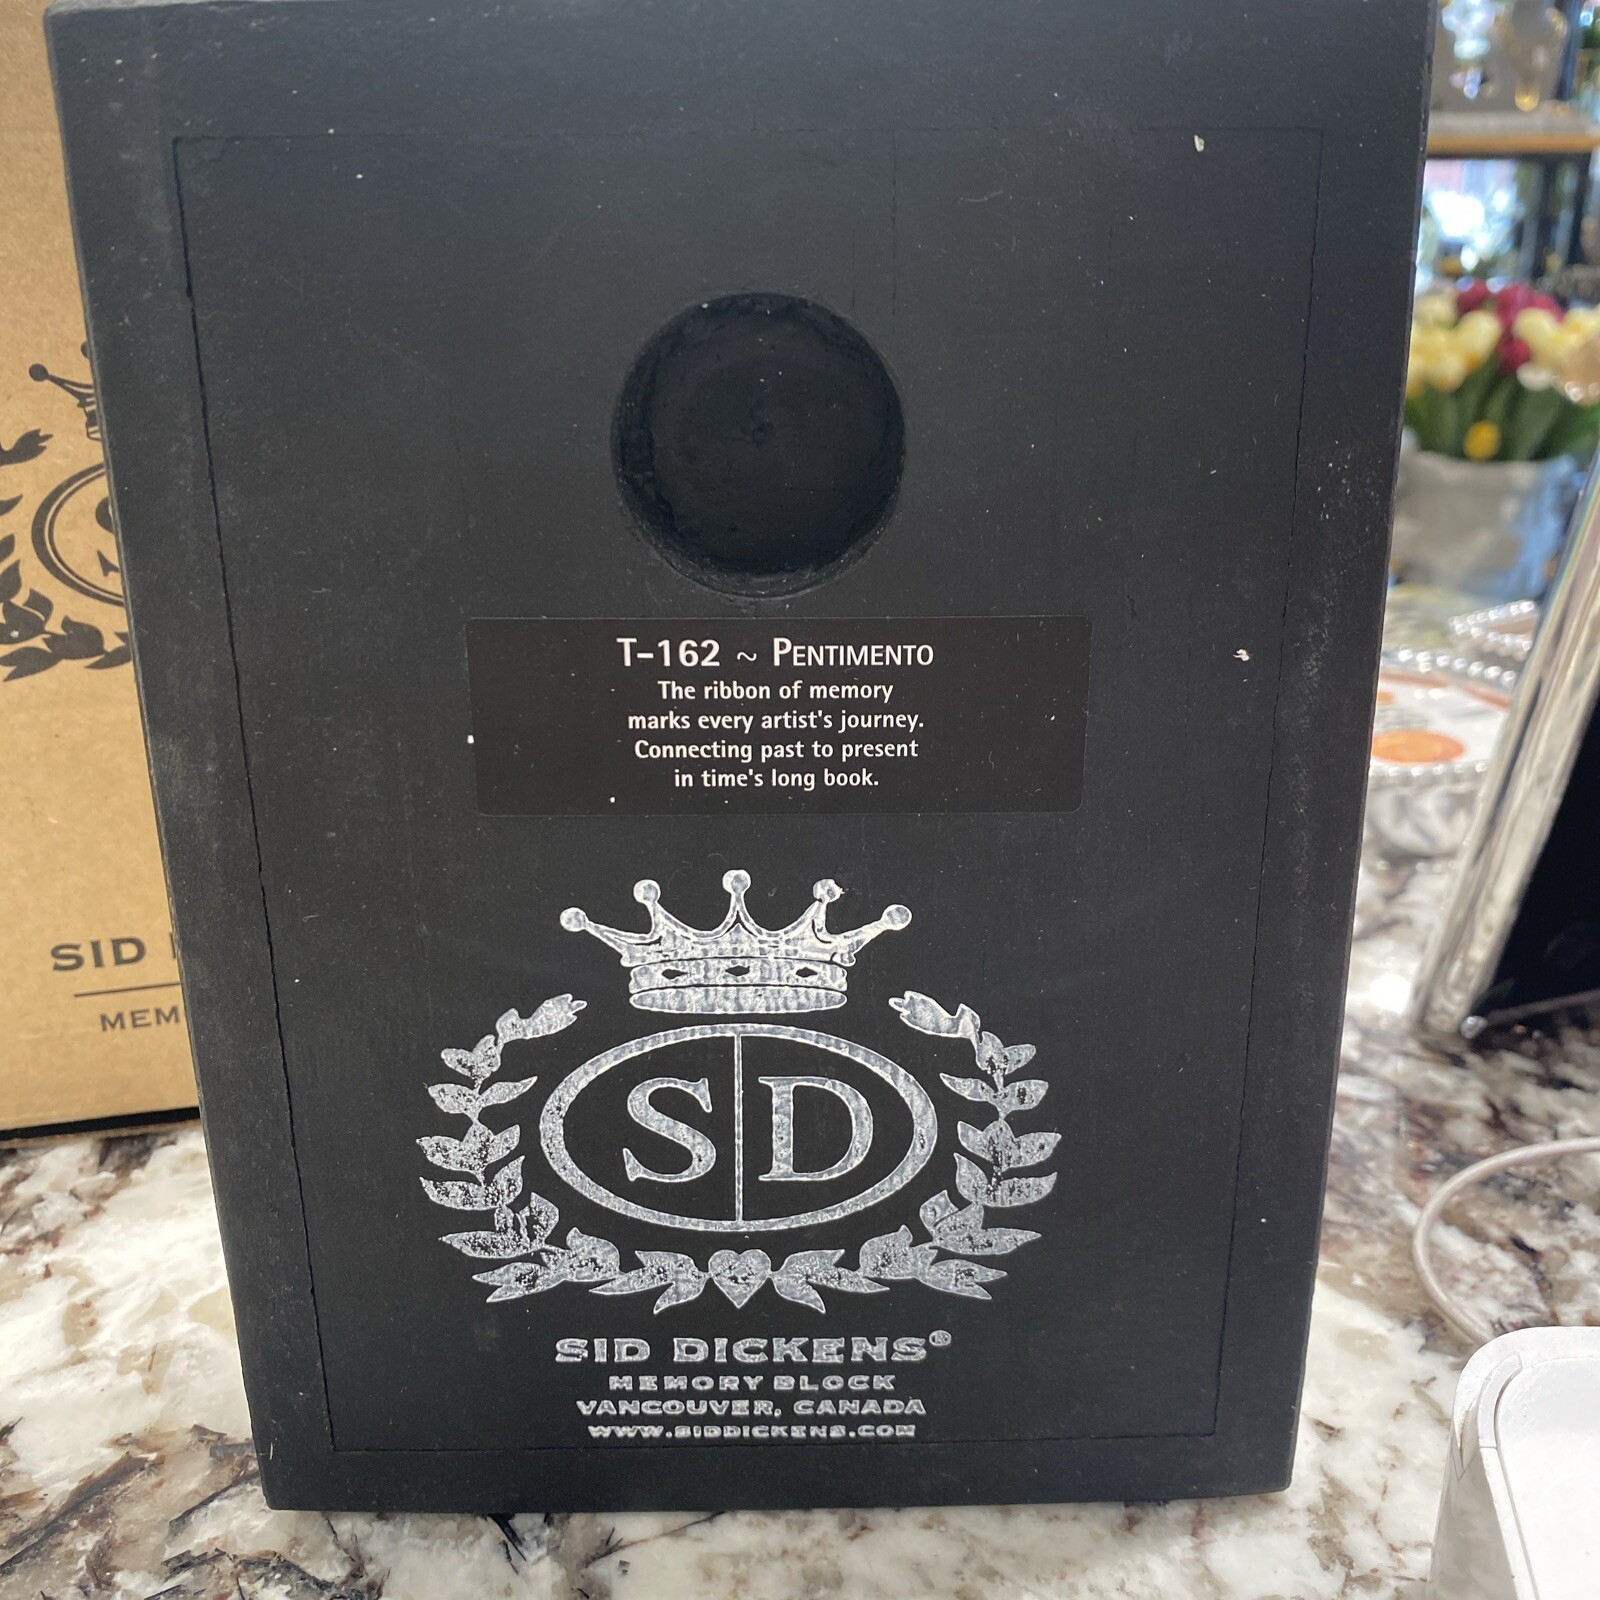 T-162 ~ PENTIMENTO
The ribbon of memory
marks every artist's journey.
Connecting past to present
in time's long book.
S D
SID DICKENS®
MEMORY BLOCK
VANCOUVER, CANADA
WWW.SIDDICKENS.COM
SID
MEM